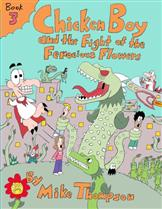 Book
3
Chicken Boy
and the Fight of the
Ferocious Flowers
By
Mike Thompson